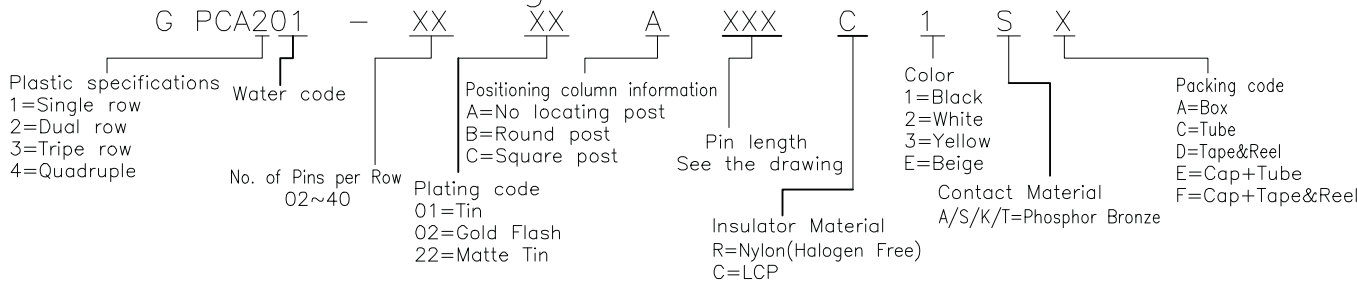 G PCA201 - XX XX A XXX C 1 S X
Plastic specifications
1=Single row
2=Dual row
3=Tripe row
4=Quadruple
Water code
No. of Pins per Row
02~40
Plating code
01=Tin
02=Gold Flash
22=Matte Tin
Positioning column information
A=No locating post
B=Round post
C=Square post
Pin length
See the drawing
Insulator Material
R=Nylon(Halogen Free)
C=LCP
Color
1=Black
2=White
3=Yellow
E=Beige
Contact Material
A/S/K/T=Phosphor Bronze
Packing code
A=Box
C=Tube
D=Tape&Reel
E=Cap+Tube
F=Cap+Tape&Reel